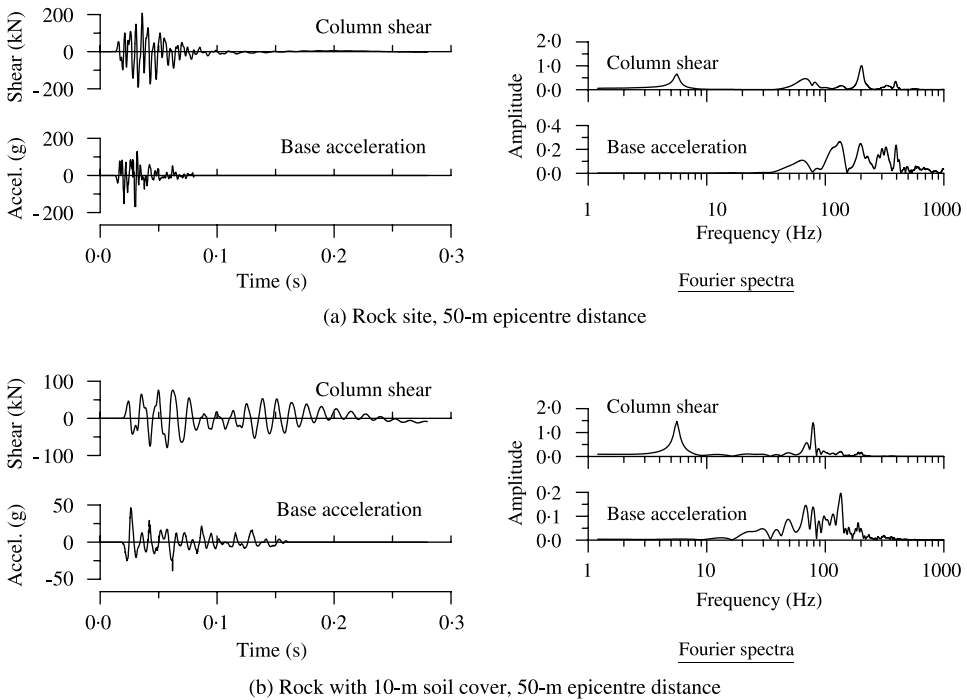 Shear (kN)
200
0
- 200
Column shear
Accel. (g)
200
0
-200
Base acceleration
0·0
0·1
0·2
0·3
Time (s)
Amplitude
2·0
1·0
0·0
Column shear
0·4
0·2
0·0
Base acceleration
1
10
100
1000
Frequency (Hz)
Fourier spectra
(a) Rock site, 50-m epicentre distance
Shear (kN)
100
0
-100
Column shear
Accel. (g)
50
0
-50
Base acceleration
0·0
0·1
0·2
0·3
Time (s)
Amplitude
2·0
1·0
0·0
Column shear
0·2
0·1
0·0
Base acceleration
1
10
100
1000
Frequency (Hz)
Fourier spectra
(b) Rock with 10-m soil cover, 50-m epicentre distance